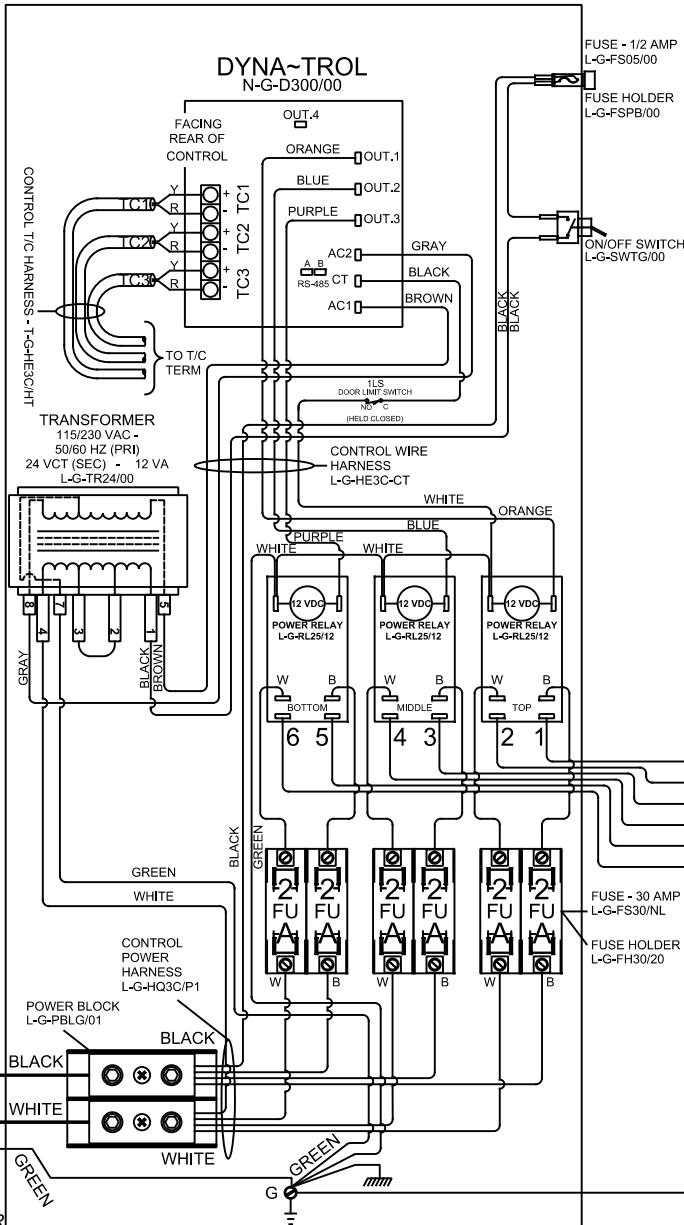 FUSE - 1/2 AMP
L-G-FS05/00
FUSE HOLDER
L-G-FSPB/00
DYNA~TROL
N-G-D300/00
OUT.4
FACING
REAR OF
CONTROL
ORANGE
OUT.1
BLUE
OUT.2
PURPLE
OUT.3
CONTROL T/C HARNESS - T-G-HE3C/HT
TC1
Y
R
+
-
TC1
TC2
Y
R
+
-
TC2
TC3
Y
R
+
-
TC3
AC2
GRAY
A B
RS-485
CT
BLACK
AC1
BROWN
ON/OFF SWITCH
L-G-SWTG/00
BLACK
BLACK
TO T/C
TERM
1LS
DOOR LIMIT SWITCH
NO C
(HELD CLOSED)
TRANSFORMER
115/230 VAC -
50/60 HZ (PRI)
24 VCT (SEC) - 12 VA
L-G-TR24/00
CONTROL WIRE
HARNESS
L-G-HE3C-CT
WHITE
ORANGE
BLUE
PURPLE
WHITE
WHITE
8
4
7
3
2
1
5
GRAY
BLACK
BROWN
12 VDC
POWER RELAY
L-G-RL25/12
W
B
BOTTOM
6 5
12 VDC
POWER RELAY
L-G-RL25/12
W
B
MIDDLE
4 3
12 VDC
POWER RELAY
L-G-RL25/12
W
B
TOP
2 1
BLACK
GREEN
GREEN
WHITE
2
FU
A
2
FU
A
2
FU
A
2
FU
A
2
FU
A
2
FU
A
W
B
W
B
W
B
FUSE - 30 AMP
L-G-FS30/NL
FUSE HOLDER
L-G-FH30/20
CONTROL
POWER
HARNESS
L-G-HQ3C/P1
POWER BLOCK
L-G-PBLG/01
BLACK
BLACK
WHITE
WHITE
GREEN
GREEN
G